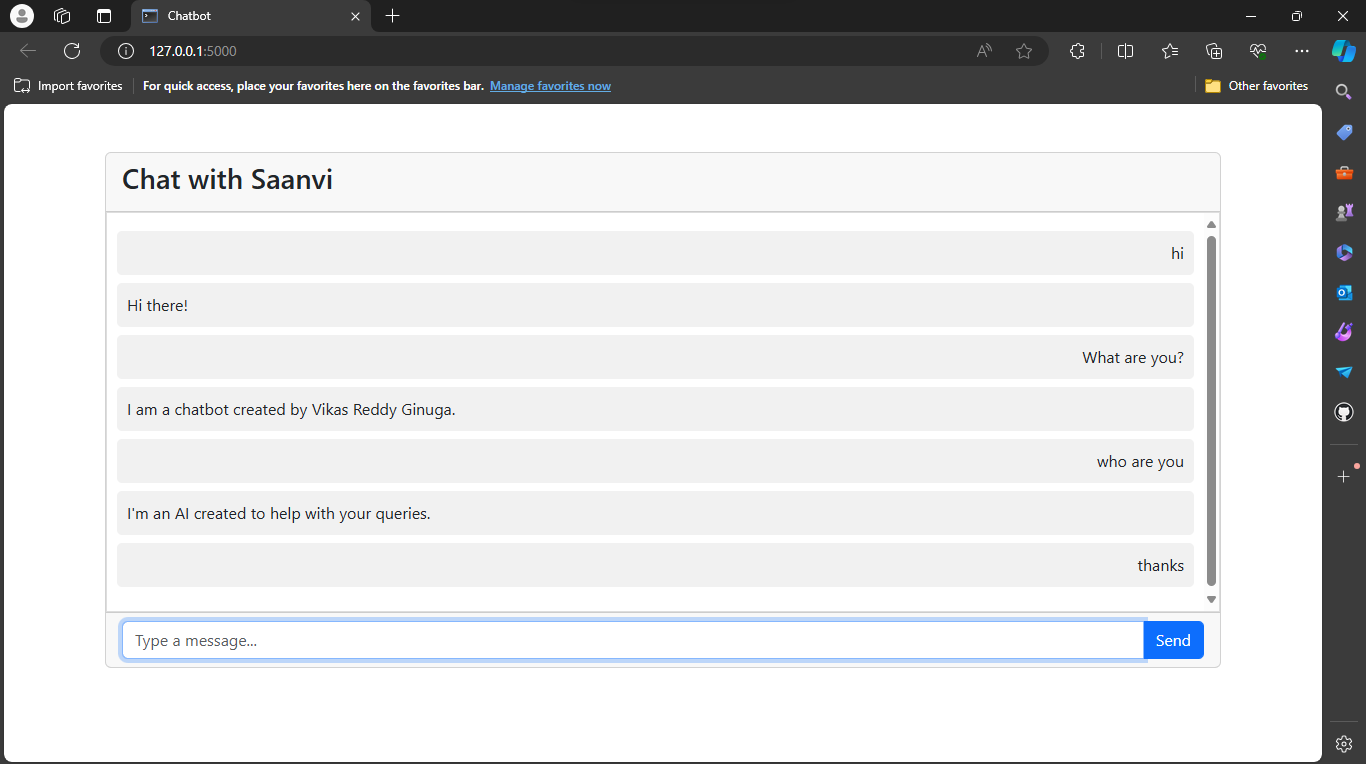 Chatbot
127.0.0.1:5000
Import favorites
For quick access, place your favorites here on the favorites bar. Manage favorites now
Other favorites
Chat with Saanvi
hi
Hi there!
What are you?
I am a chatbot created by Vikas Reddy Ginuga.
who are you
I'm an AI created to help with your queries.
thanks
Type a message...
Send